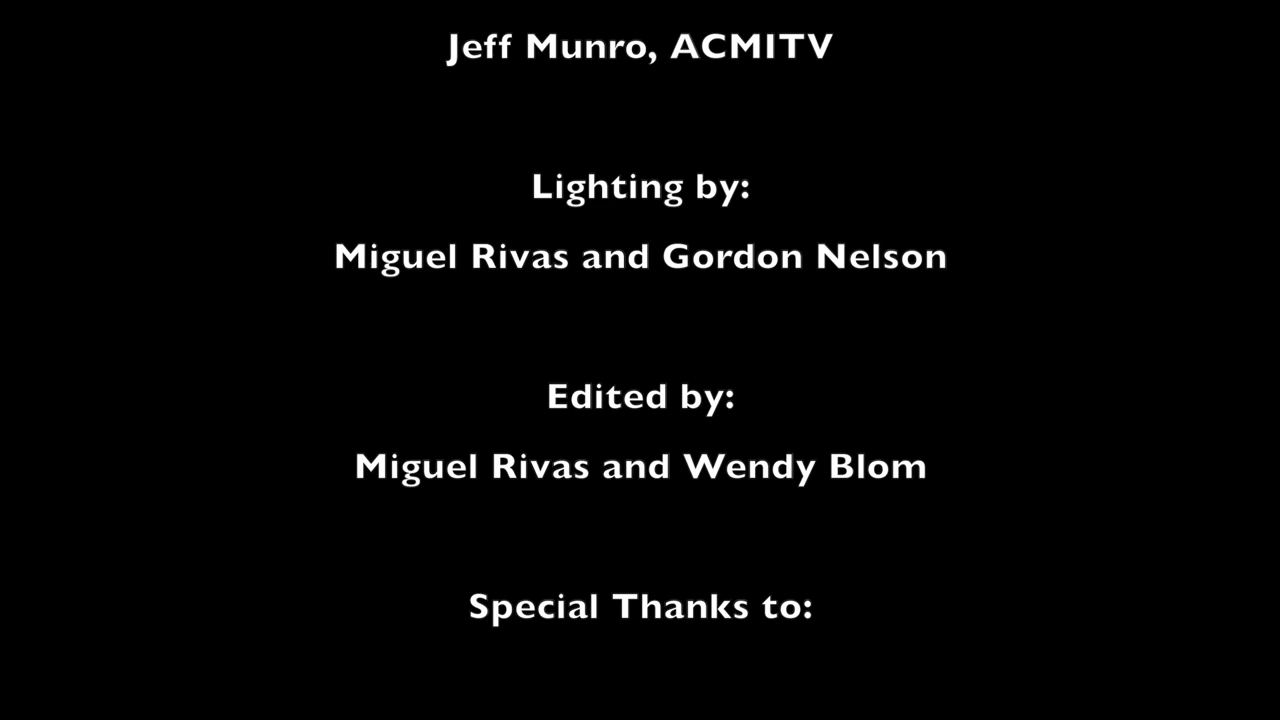 Jeff Munro, ACMITV
Lighting by:
Miguel Rivas and Gordon Nelson
Edited by:
Miguel Rivas and Wendy Blom
Special Thanks to: